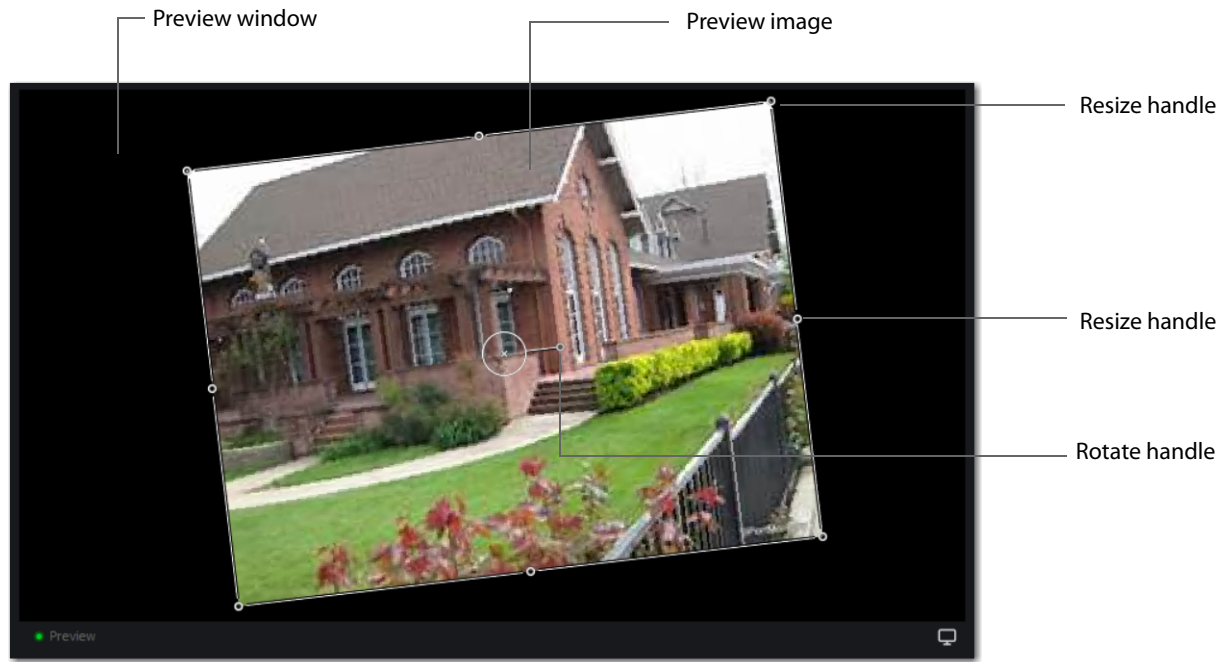 Preview window
Preview image
Resize handle
Resize handle
Rotate handle
Preview